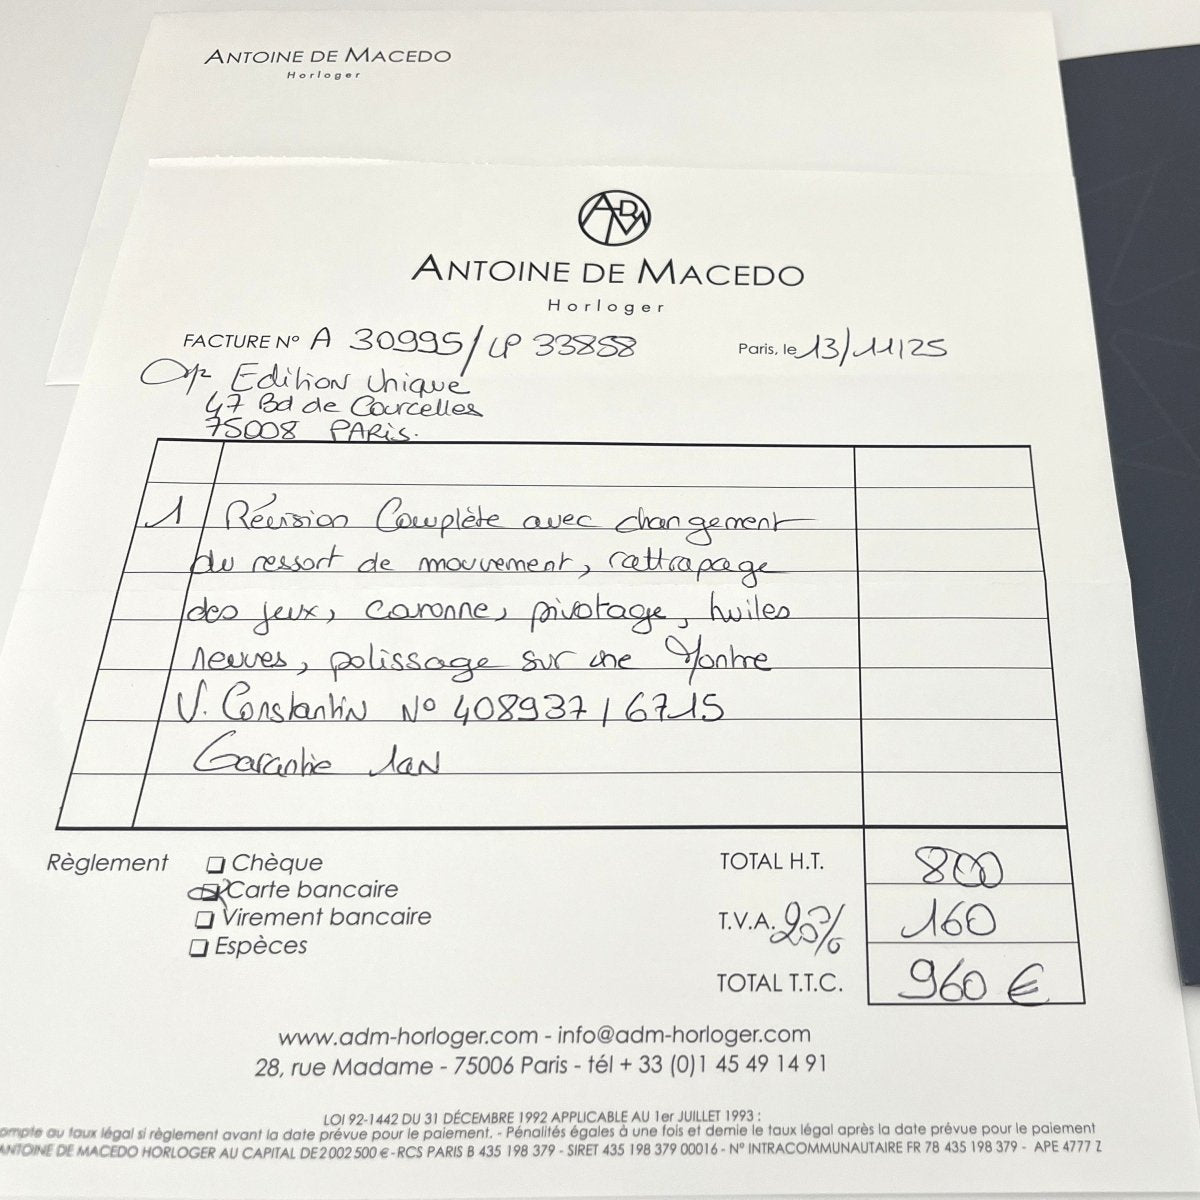 ANTOINE DE MACEDO
Horloger
ADM
ANTOINE DE MACEDO
Horloger
FACTURE N° A 30995/LP 33858
Paris, le 13/11/25
Edition Unique
47 Bd de Courcelles
75008 PARIS.
1 Révision Complète avec changement
du ressort de mouvement, rattrapage
des jeux, couronne, pivotage, huiles
neuves, polissage sur une Montre
V. Constantin N° 408937 / 6715
Garantie 1an
Règlement
Chèque
Carte bancaire
Virement bancaire
Espèces
TOTAL H.T. 800
T.V.A. 20% 160
TOTAL T.T.C. 960 €
www.adm-horloger.com - info@adm-horloger.com
28, rue Madame - 75006 Paris - tél + 33 (0)1 45 49 14 91
LOI 92-1442 DU 31 DÉCEMBRE 1992 APPLICABLE AU 1er JUILLET 1993 :
ompte au taux légal si règlement avant la date prévue pour le paiement. - Pénalités égales à une fois et demie le taux légal après la date prévue pour le paiement
ANTOINE DE MACEDO HORLOGER AU CAPITAL DE 2 002 500 € - RCS PARIS B 435 198 379 - SIRET 435 198 379 00016 - N° INTRACOMMUNAUTAIRE FR 78 435 198 379 - APE 4777 Z